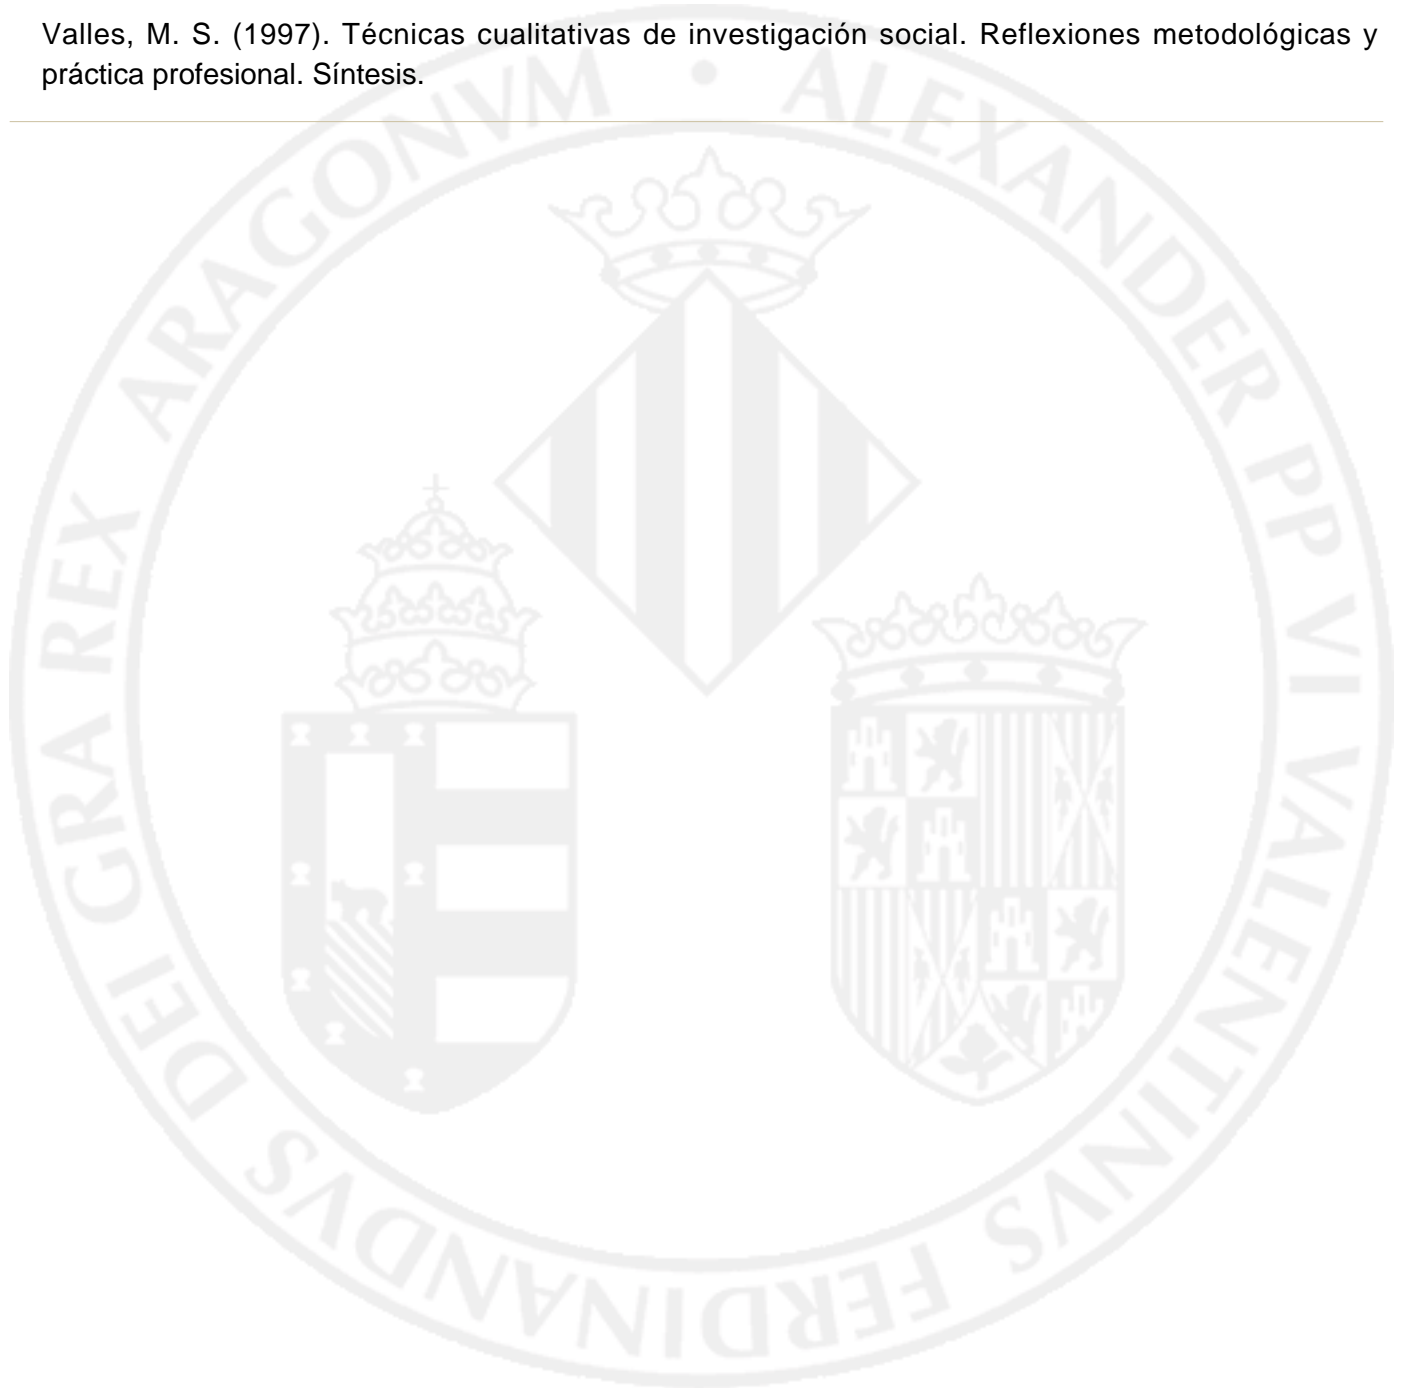 Valles, M. S. (1997). Técnicas cualitativas de investigación social. Reflexiones metodológicas y
práctica profesional. Síntesis.
ALEXANDER PP VI VALENTINVS FERDINANDVS DEI GRA REX ARAGONVM